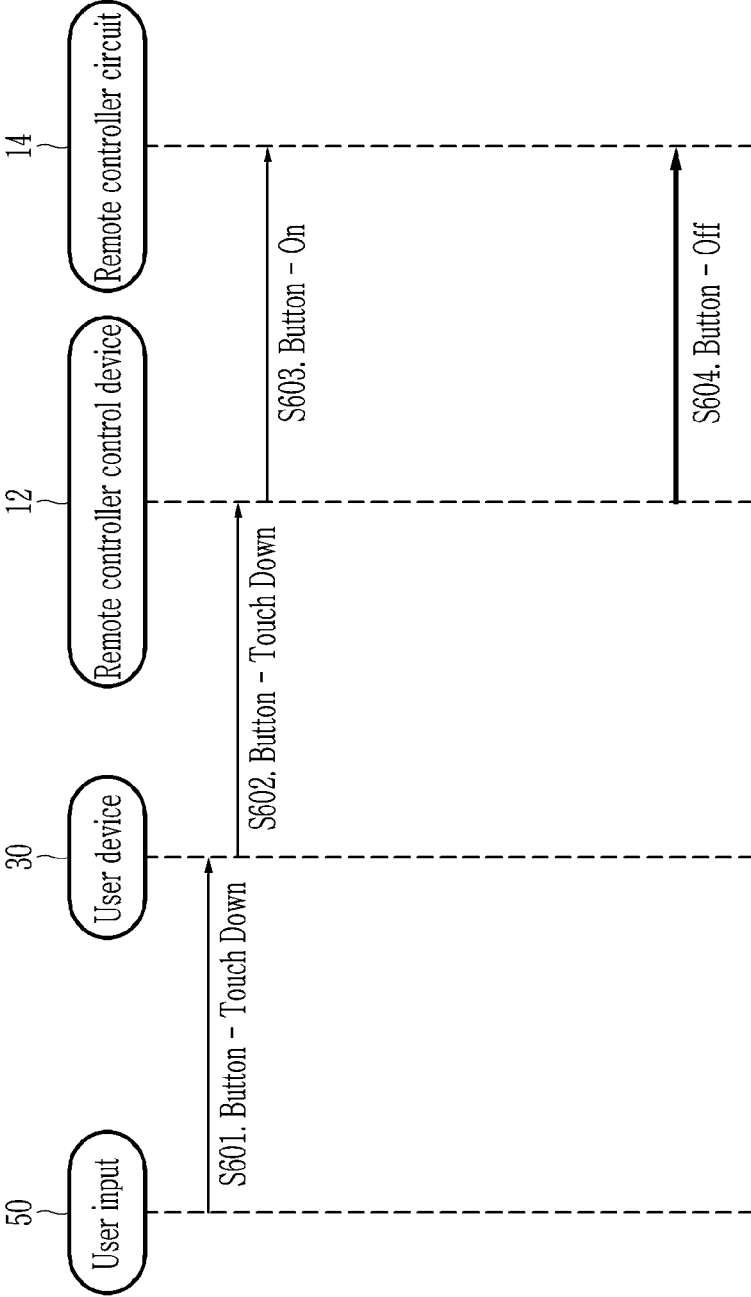 50
30
12
14
User input
User device
Remote controller control device
Remote controller circuit
S601. Button - Touch Down
S602. Button - Touch Down
S603. Button - On
S604. Button - Off